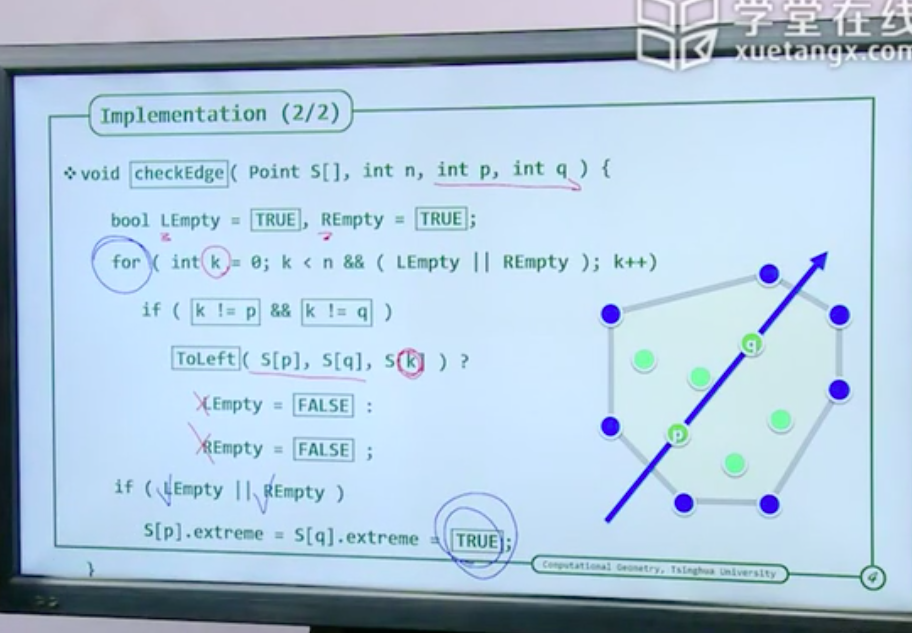 学堂在线
xuetangx.com
Implementation (2/2)
❖ void checkEdge( Point S[], int n, int p, int q ) {
bool LEmpty = TRUE, REmpty = TRUE;
for ( int k = 0; k < n && ( LEmpty || REmpty ); k++)
if ( k != p && k != q )
ToLeft( S[p], S[q], S[k] ) ?
LEmpty = FALSE :
REmpty = FALSE ;
if ( LEmpty || REmpty )
S[p].extreme = S[q].extreme = TRUE;
}
q
p
Computational Geometry, Tsinghua University
4